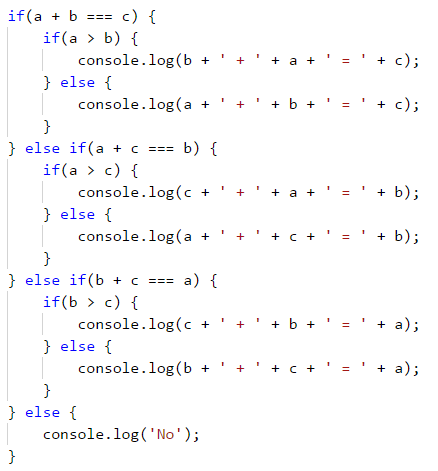 if(a + b === c) {
    if(a > b) {
        console.log(b + ' + ' + a + ' = ' + c);
    } else {
        console.log(a + ' + ' + b + ' = ' + c);
    }
} else if(a + c === b) {
    if(a > c) {
        console.log(c + ' + ' + a + ' = ' + b);
    } else {
        console.log(a + ' + ' + c + ' = ' + b);
    }
} else if(b + c === a) {
    if(b > c) {
        console.log(c + ' + ' + b + ' = ' + a);
    } else {
        console.log(b + ' + ' + c + ' = ' + a);
    }
} else {
    console.log('No');
}